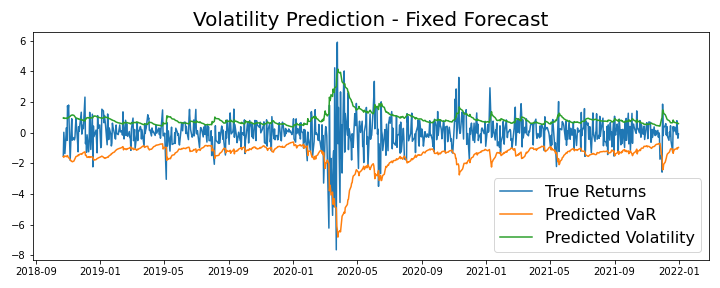 Volatility Prediction - Fixed Forecast
6
4
2
0
−2
−4
−6
−8
True Returns
Predicted VaR
Predicted Volatility
2018-09 2019-01 2019-05 2019-09 2020-01 2020-05 2020-09 2021-01 2021-05 2021-09 2022-01